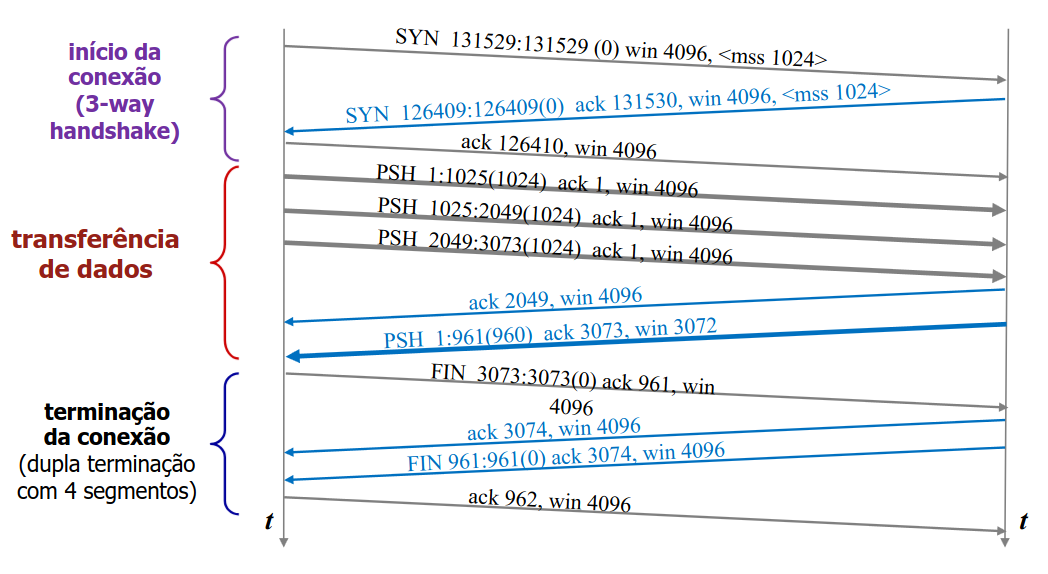 início da
conexão
(3-way
handshake)
SYN 131529:131529 (0) win 4096, <mss 1024>
SYN 126409:126409(0) ack 131530, win 4096, <mss 1024>
ack 126410, win 4096
transferência
de dados
PSH 1:1025(1024) ack 1, win 4096
PSH 1025:2049(1024) ack 1, win 4096
PSH 2049:3073(1024) ack 1, win 4096
ack 2049, win 4096
PSH 1:961(960) ack 3073, win 3072
terminação
da conexão
(dupla terminação
com 4 segmentos)
FIN 3073:3073(0) ack 961, win
4096
ack 3074, win 4096
FIN 961:961(0) ack 3074, win 4096
ack 962, win 4096
t
t